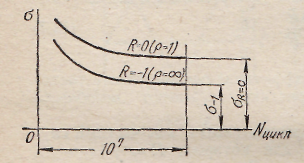 σ
R=0(ρ=1)
R=-1(ρ=∞)
σ-1
σR=0
0
Nцикл
10⁷